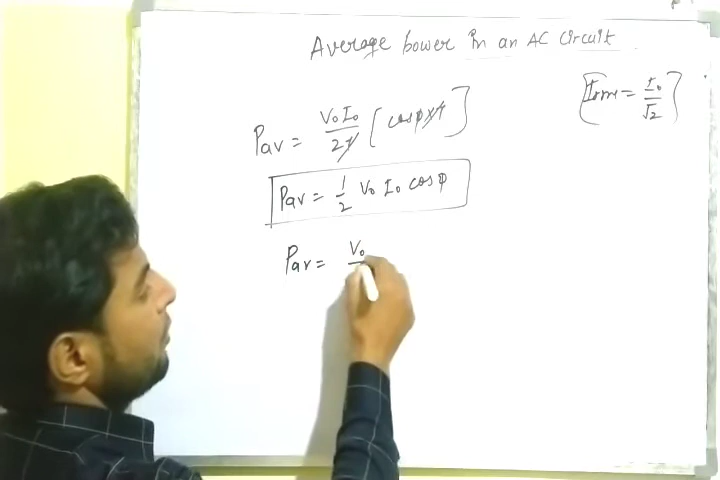 Average power in an AC circuit
[Irms = I₀/√2]
Pav = V₀I₀/2T [cosφ×T]
Pav = 1/2 V₀ I₀ cosφ
Pav = V₀